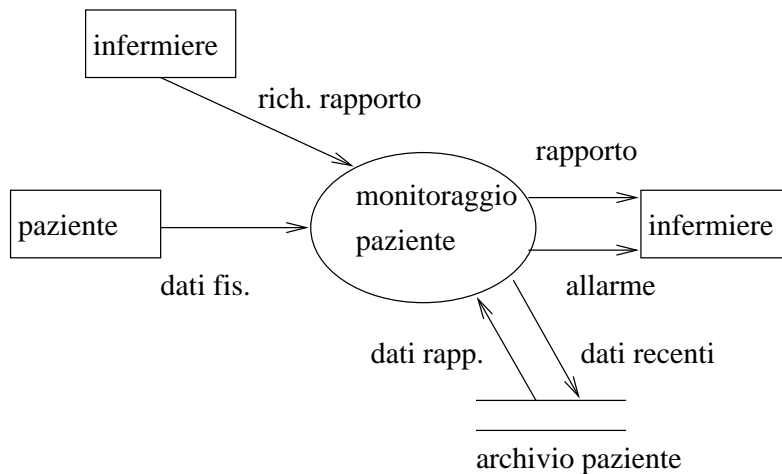 infermiere
rich. rapporto
rapporto
monitoraggio
paziente
paziente
infermiere
dati fis.
allarme
dati rapp.
dati recenti
archivio paziente